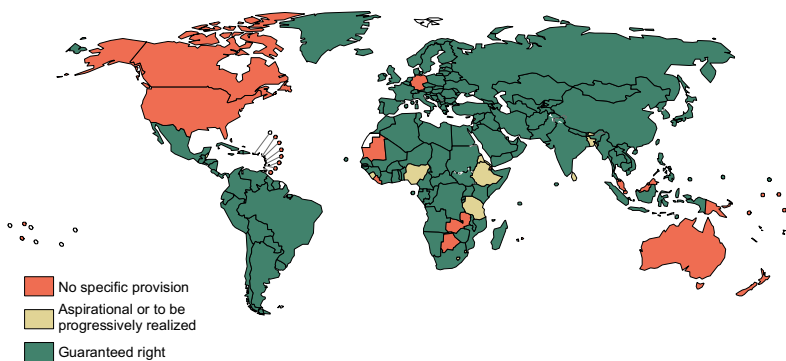 No specific provision
Aspirational or to be
progressively realized
Guaranteed right